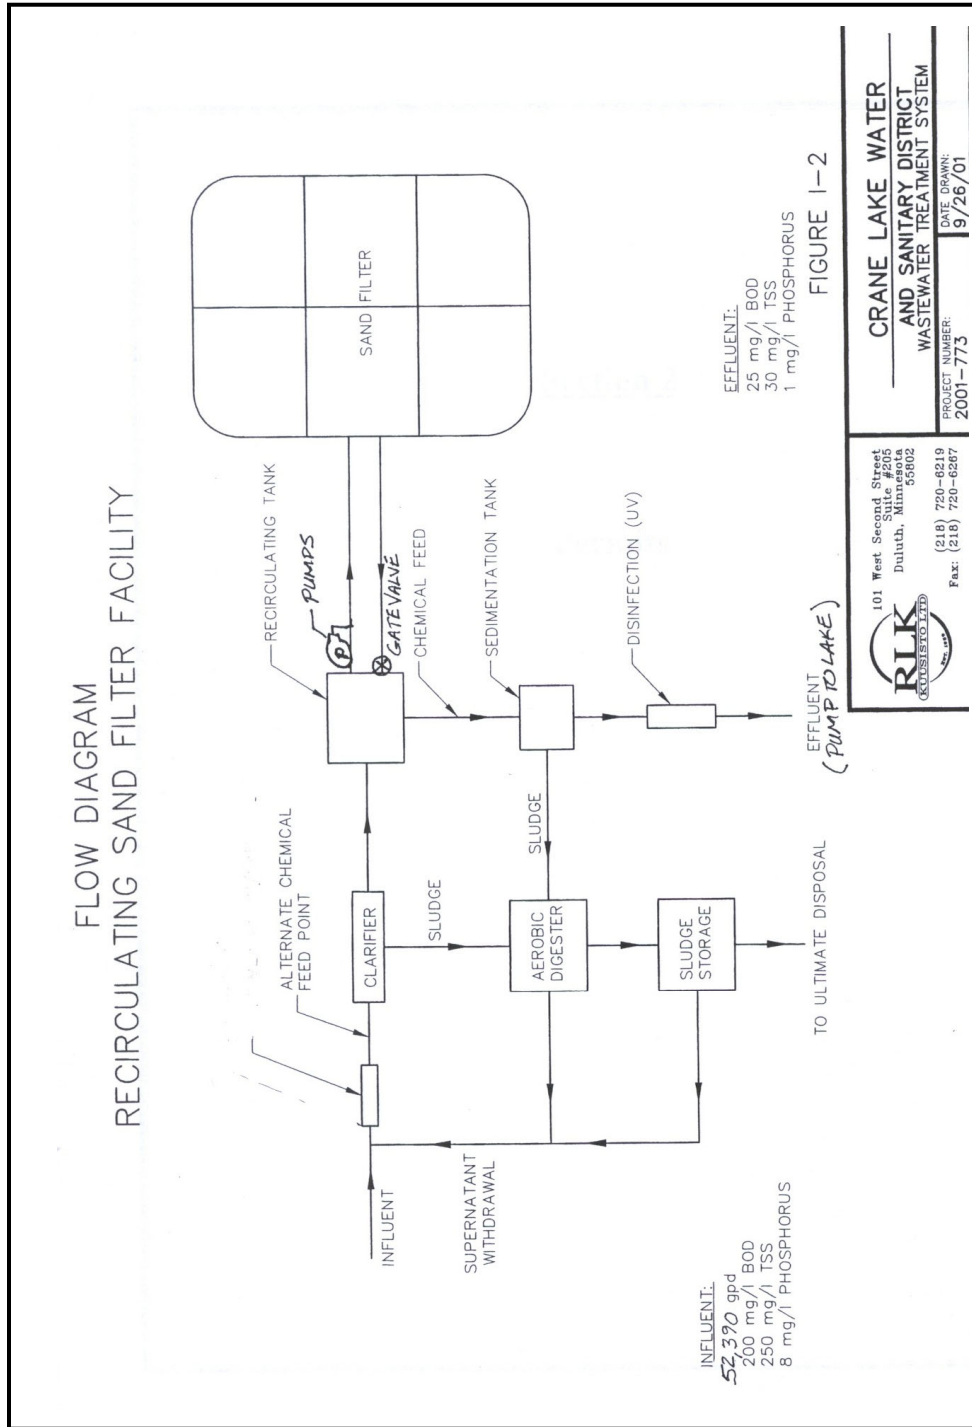 FLOW DIAGRAM
RECIRCULATING SAND FILTER FACILITY
ALTERNATE CHEMICAL
FEED POINT
RECIRCULATING TANK
PUMPS
P
GATE VALVE
SAND FILTER
INFLUENT
CLARIFIER
SLUDGE
CHEMICAL FEED
SUPERNATANT
WITHDRAWAL
AEROBIC
DIGESTER
SLUDGE
SEDIMENTATION TANK
SLUDGE
STORAGE
DISINFECTION (UV)
TO ULTIMATE DISPOSAL
EFFLUENT
(PUMP TO LAKE)
INFLUENT:
52,390 gpd
200 mg/l BOD
250 mg/l TSS
8 mg/l PHOSPHORUS
EFFLUENT:
25 mg/l BOD
30 mg/l TSS
1 mg/l PHOSPHORUS
FIGURE I-2
RLK
KUUSISTO LTD
101 West Second Street
Suite #205
Duluth, Minnesota
55802
(218) 720-6219
Fax: (218) 720-6267
CRANE LAKE WATER
AND SANITARY DISTRICT
WASTEWATER TREATMENT SYSTEM
PROJECT NUMBER:
2001-773
DATE DRAWN:
9/26/01